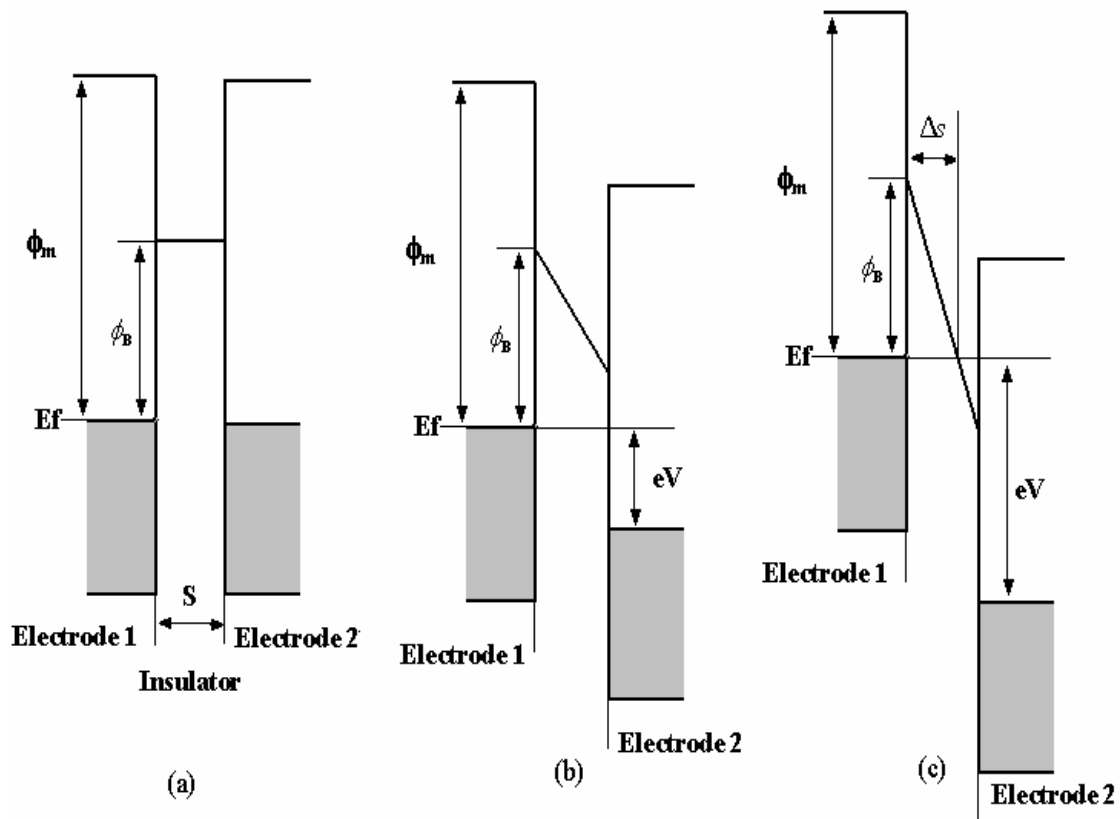 ϕm
ϕB
Ef
S
Electrode 1
Electrode 2
Insulator
(a)
ϕm
ϕB
Ef
eV
Electrode 1
Electrode 2
(b)
Δs
ϕm
ϕB
Ef
eV
Electrode 1
Electrode 2
(c)